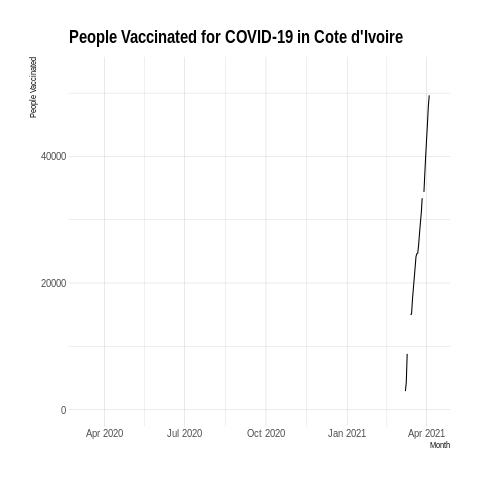 People Vaccinated for COVID-19 in Cote d'Ivoire
People Vaccinated
40000
20000
0
Apr 2020 Jul 2020 Oct 2020 Jan 2021 Apr 2021
Month